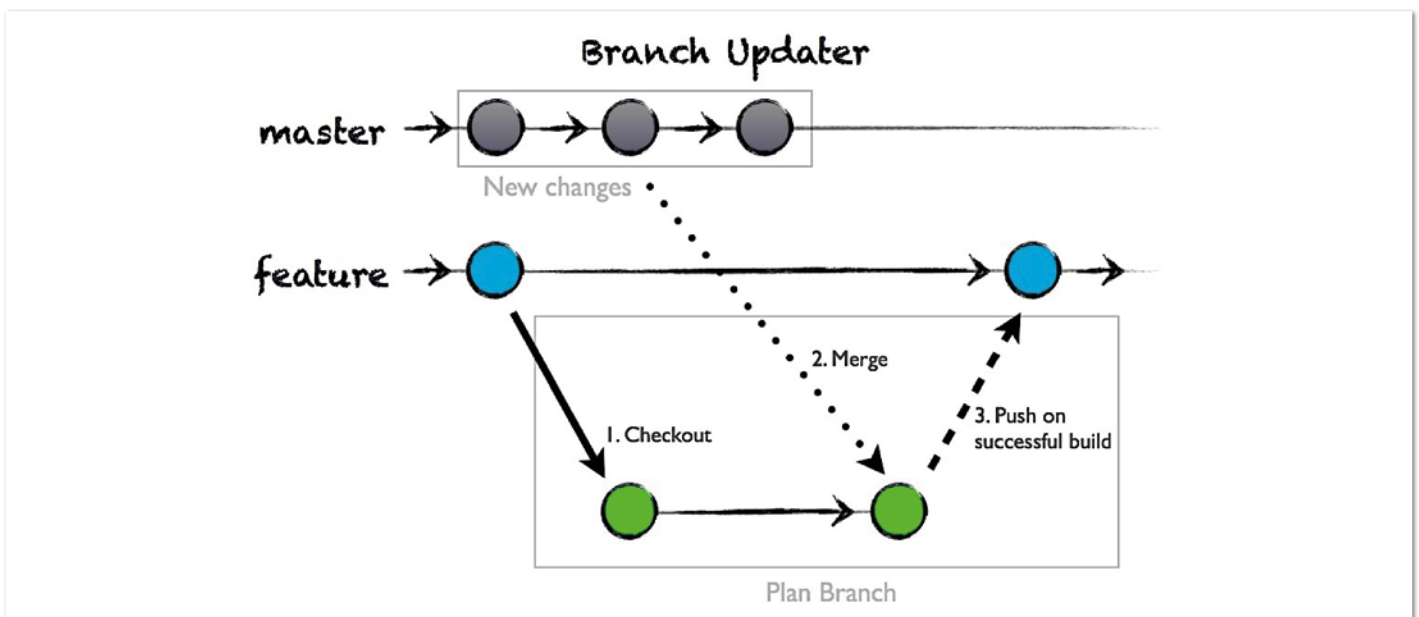 Branch Updater
master
New changes
feature
2. Merge
3. Push on
successful build
1. Checkout
Plan Branch